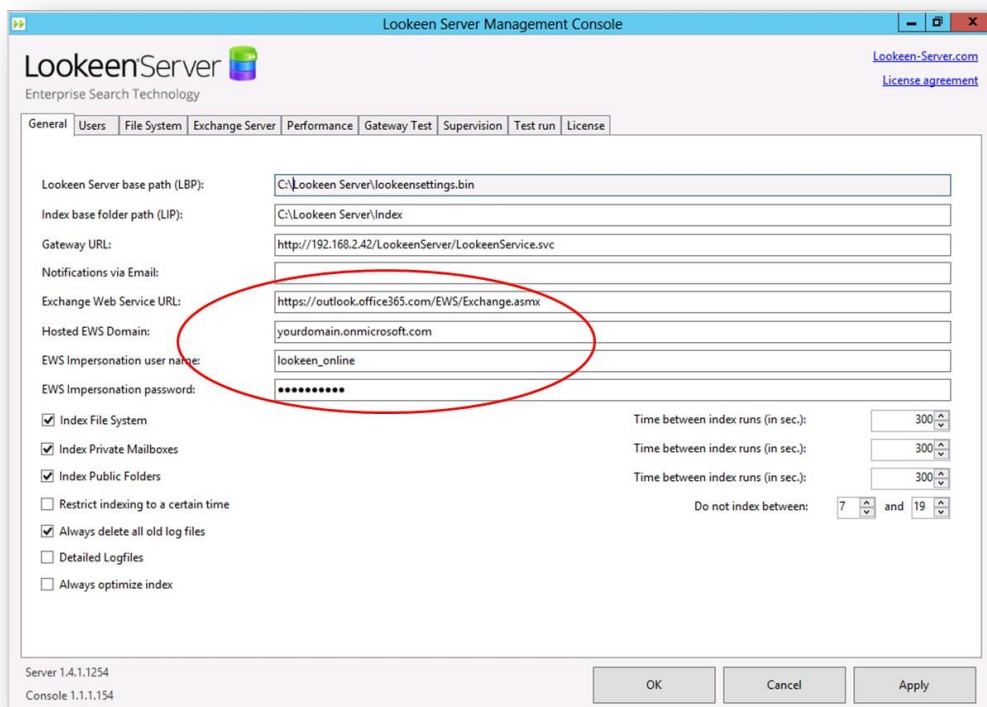 Lookeen Server Management Console
LookeenServer
Enterprise Search Technology
Lookeen-Server.com
License agreement
General Users File System Exchange Server Performance Gateway Test Supervision Test run License
Lookeen Server base path (LBP): C:\Lookeen Server\lookeensettings.bin
Index base folder path (LIP): C:\Lookeen Server\Index
Gateway URL: http://192.168.2.42/LookeenServer/LookeenService.svc
Notifications via Email:
Exchange Web Service URL: https://outlook.office365.com/EWS/Exchange.asmx
Hosted EWS Domain: yourdomain.onmicrosoft.com
EWS Impersonation user name: lookeen_online
EWS Impersonation password: ●●●●●●●●●●
Index File System Time between index runs (in sec.): 300
Index Private Mailboxes Time between index runs (in sec.): 300
Index Public Folders Time between index runs (in sec.): 300
Restrict indexing to a certain time Do not index between: 7 and 19
Always delete all old log files
Detailed Logfiles
Always optimize index
Server 1.4.1.1254
Console 1.1.1.154
OK Cancel Apply